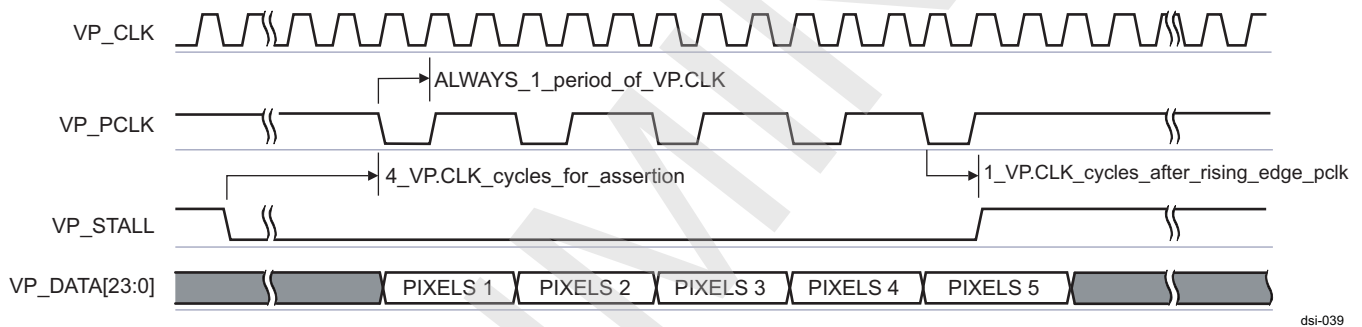 VP_CLK
ALWAYS_1_period_of_VP.CLK
VP_PCLK
4_VP.CLK_cycles_for_assertion
1_VP.CLK_cycles_after_rising_edge_pclk
VP_STALL
VP_DATA[23:0]
PIXELS 1
PIXELS 2
PIXELS 3
PIXELS 4
PIXELS 5
dsi-039